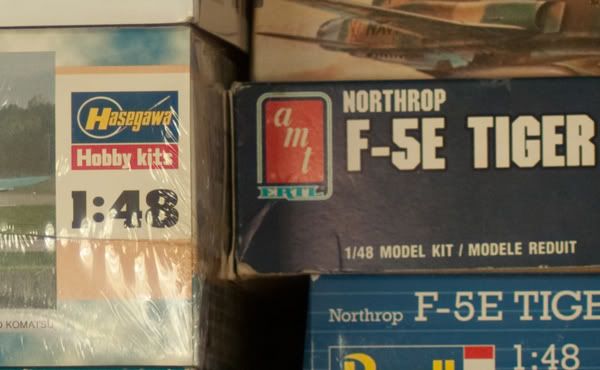 Hasegawa
Hobby kits
1:48
KOMATSU
NAVY
amt
ERTL
NORTHROP
F-5E TIGER
1/48 MODEL KIT / MODELE REDUIT
Northrop F-5E TIGE
1:48